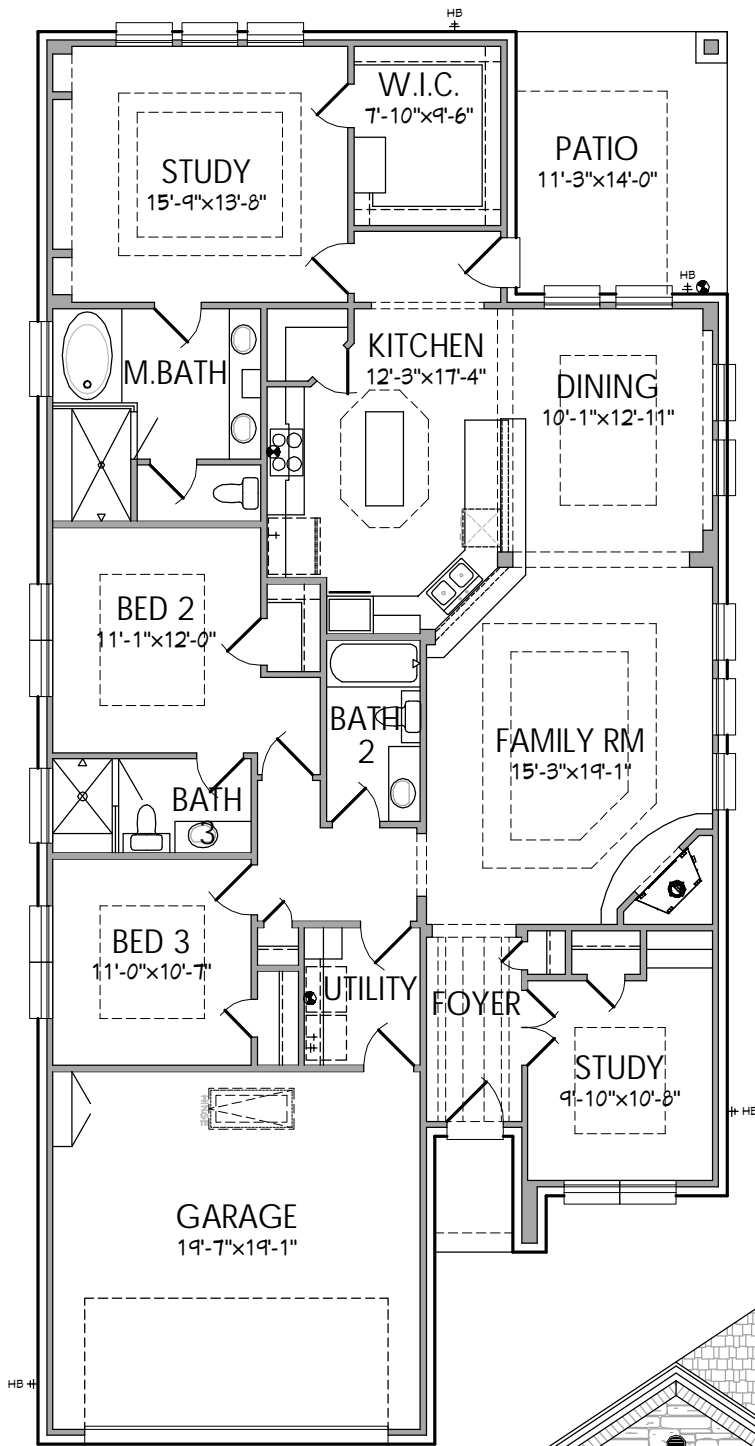 HB
W.I.C.
7'-10"x9'-6"
STUDY
15'-9"x13'-8"
PATIO
11'-3"x14'-0"
HB
M.BATH
KITCHEN
12'-3"x17'-4"
DINING
10'-1"x12'-11"
BED 2
11'-1"x12'-0"
BATH
2
FAMILY RM
15'-3"x19'-1"
BATH
3
BED 3
11'-0"x10'-7"
UTILITY
FOYER
STUDY
9'-10"x10'-8"
HB
HINGE
GARAGE
19'-7"x19'-1"
HB